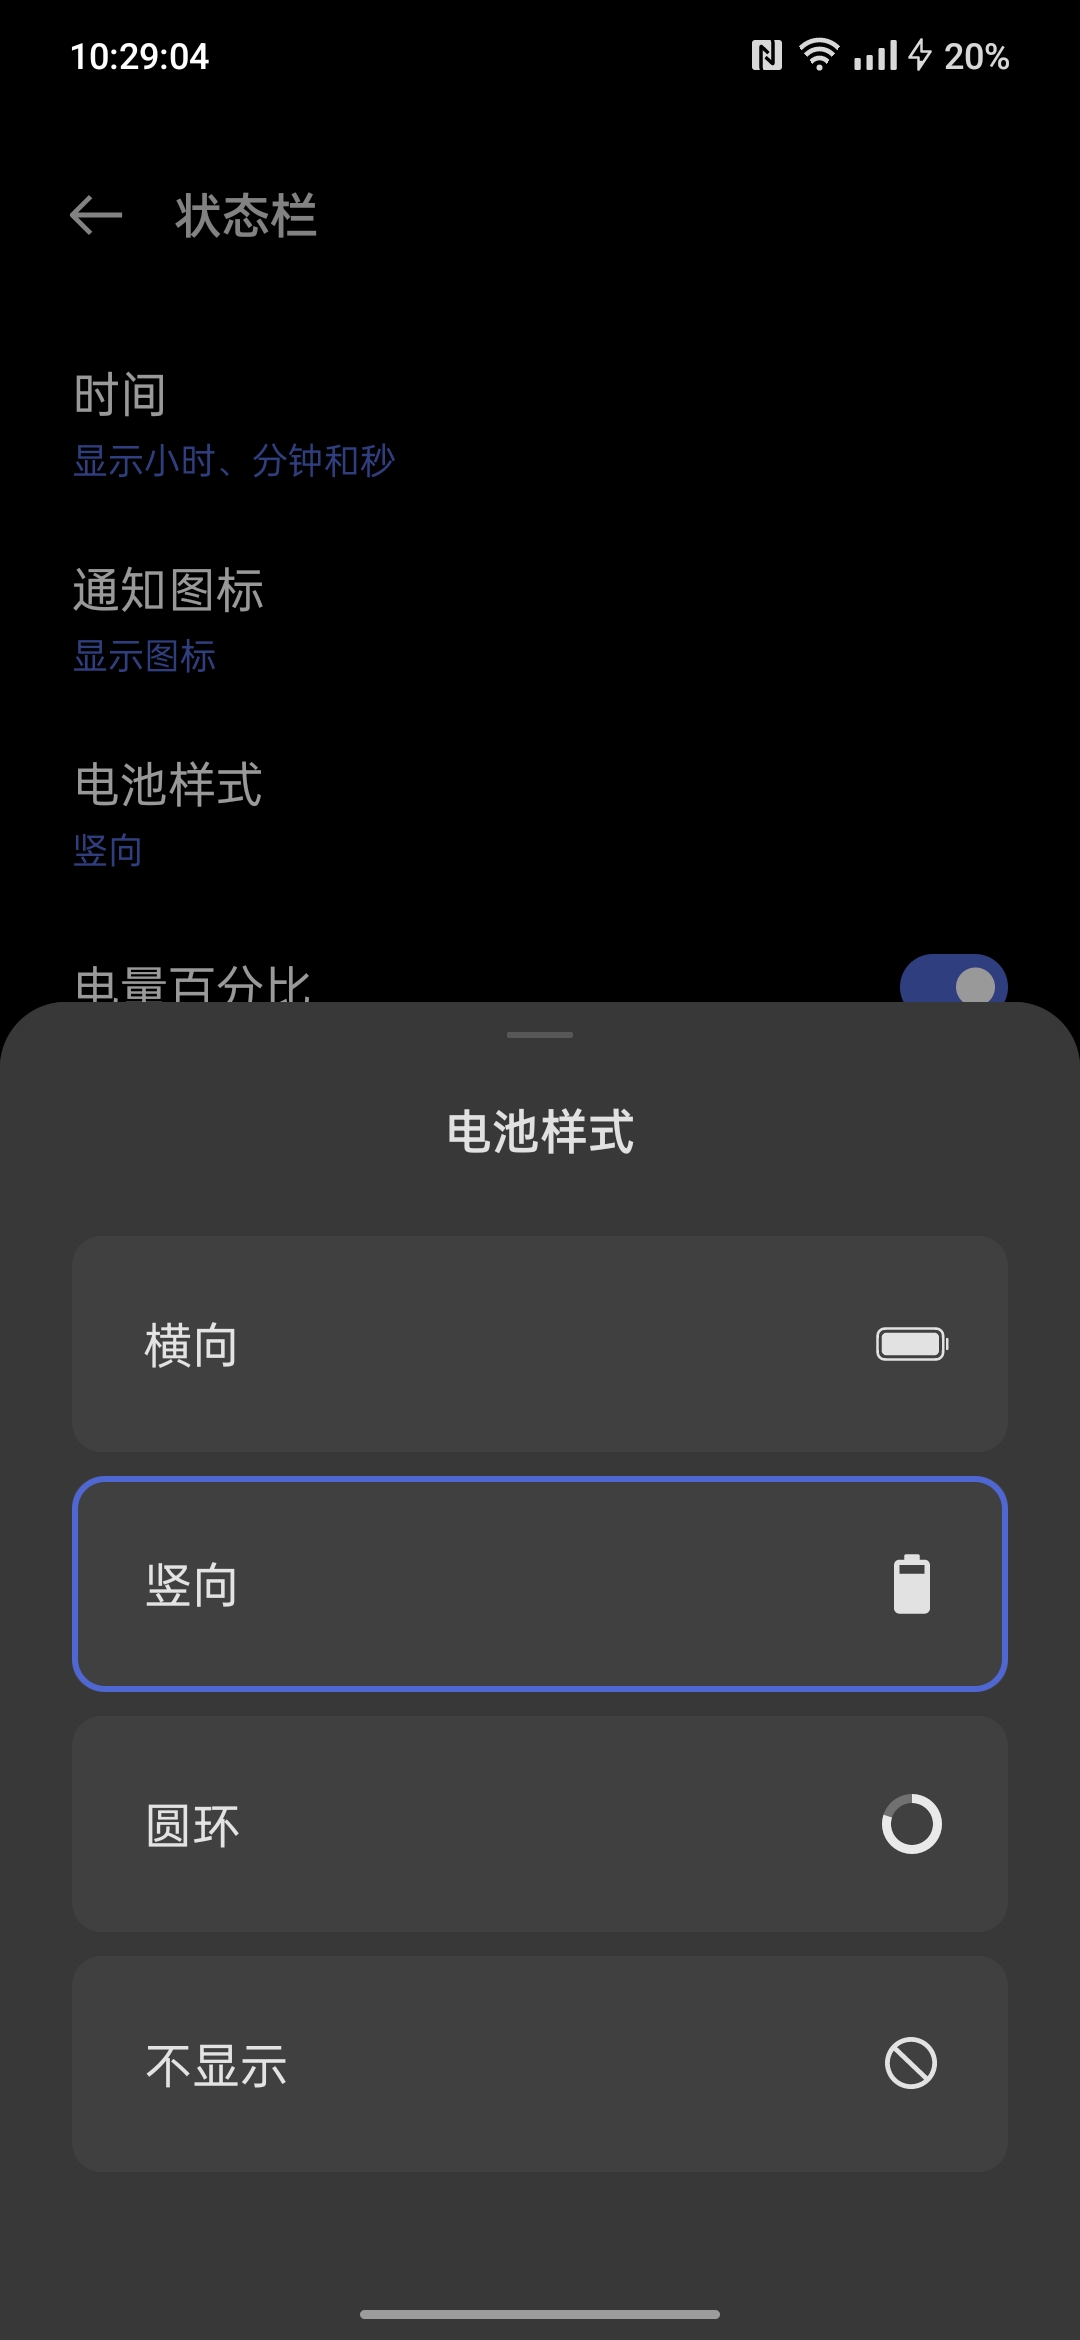 10:29:04 20%
状态栏
时间
显示小时、分钟和秒
通知图标
显示图标
电池样式
竖向
电量百分比
电池样式
横向
竖向
圆环
不显示